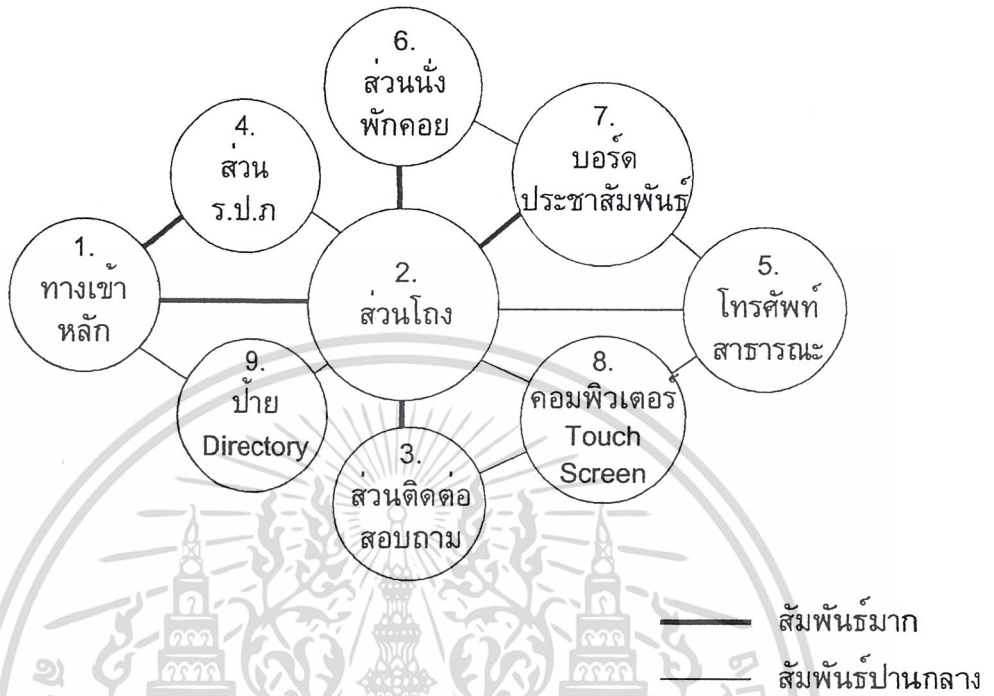 6.
ส่วนนั่ง
พักคอย
4.
ส่วน
ร.ป.ภ
7.
บอร์ด
ประชาสัมพันธ์
1.
ทางเข้า
หลัก
2.
ส่วนโถง
5.
โทรศัพท์
สาธารณะ
9.
ป้าย
Directory
8.
คอมพิวเตอร์
Touch
Screen
3.
ส่วนติดต่อ
สอบถาม
สัมพันธ์มาก
สัมพันธ์ปานกลาง